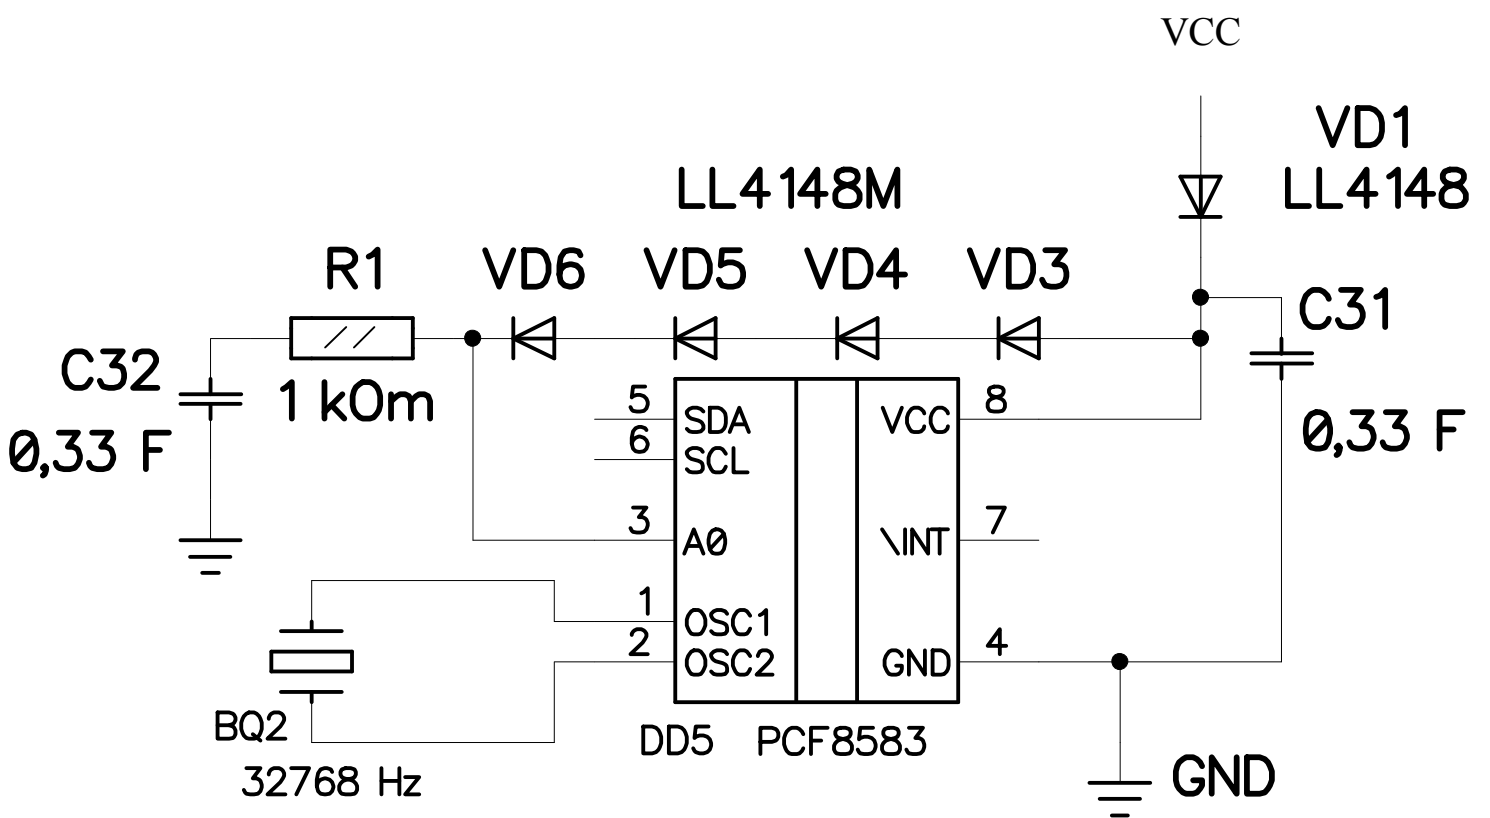 VCC
VD1
LL4148M
LL4148
R1
VD6
VD5
VD4
VD3
C31
C32
1 kOm
0,33 F
0,33 F
5
SDA
VCC
8
6
SCL
3
A0
\INT
7
1
OSC1
2
OSC2
GND
4
BQ2
DD5
PCF8583
32768 Hz
GND